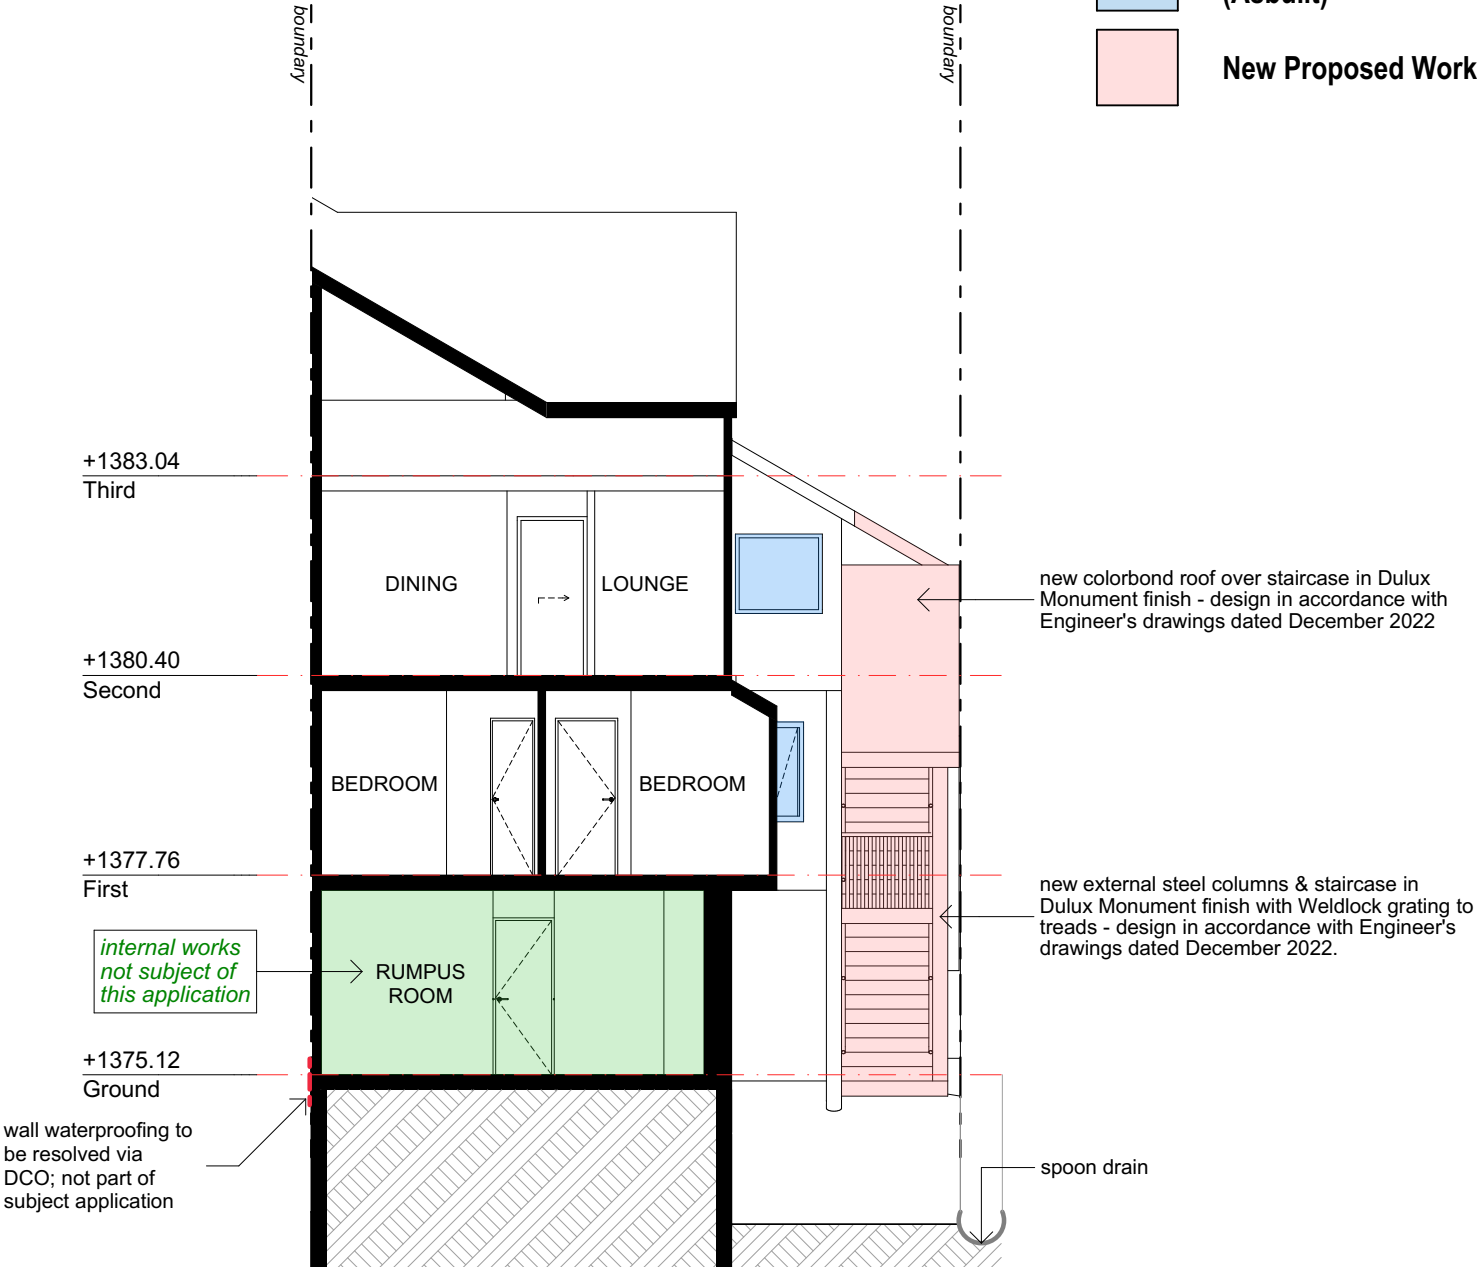 (Asbuilt)
New Proposed Work
boundary
boundary
+1383.04
Third
DINING
LOUNGE
new colorbond roof over staircase in Dulux
Monument finish - design in accordance with
Engineer's drawings dated December 2022
+1380.40
Second
BEDROOM
BEDROOM
+1377.76
First
new external steel columns & staircase in
Dulux Monument finish with Weldlock grating to
treads - design in accordance with Engineer's
drawings dated December 2022.
internal works
not subject of
this application
RUMPUS
ROOM
+1375.12
Ground
wall waterproofing to
be resolved via
DCO; not part of
subject application
spoon drain